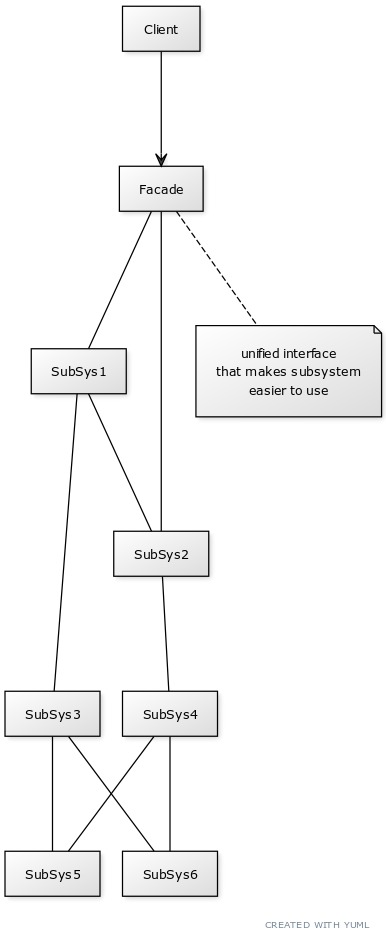 Client
Facade
unified interface
that makes subsystem
easier to use
SubSys1
SubSys2
SubSys3
SubSys4
SubSys5
SubSys6
CREATED WITH YUML